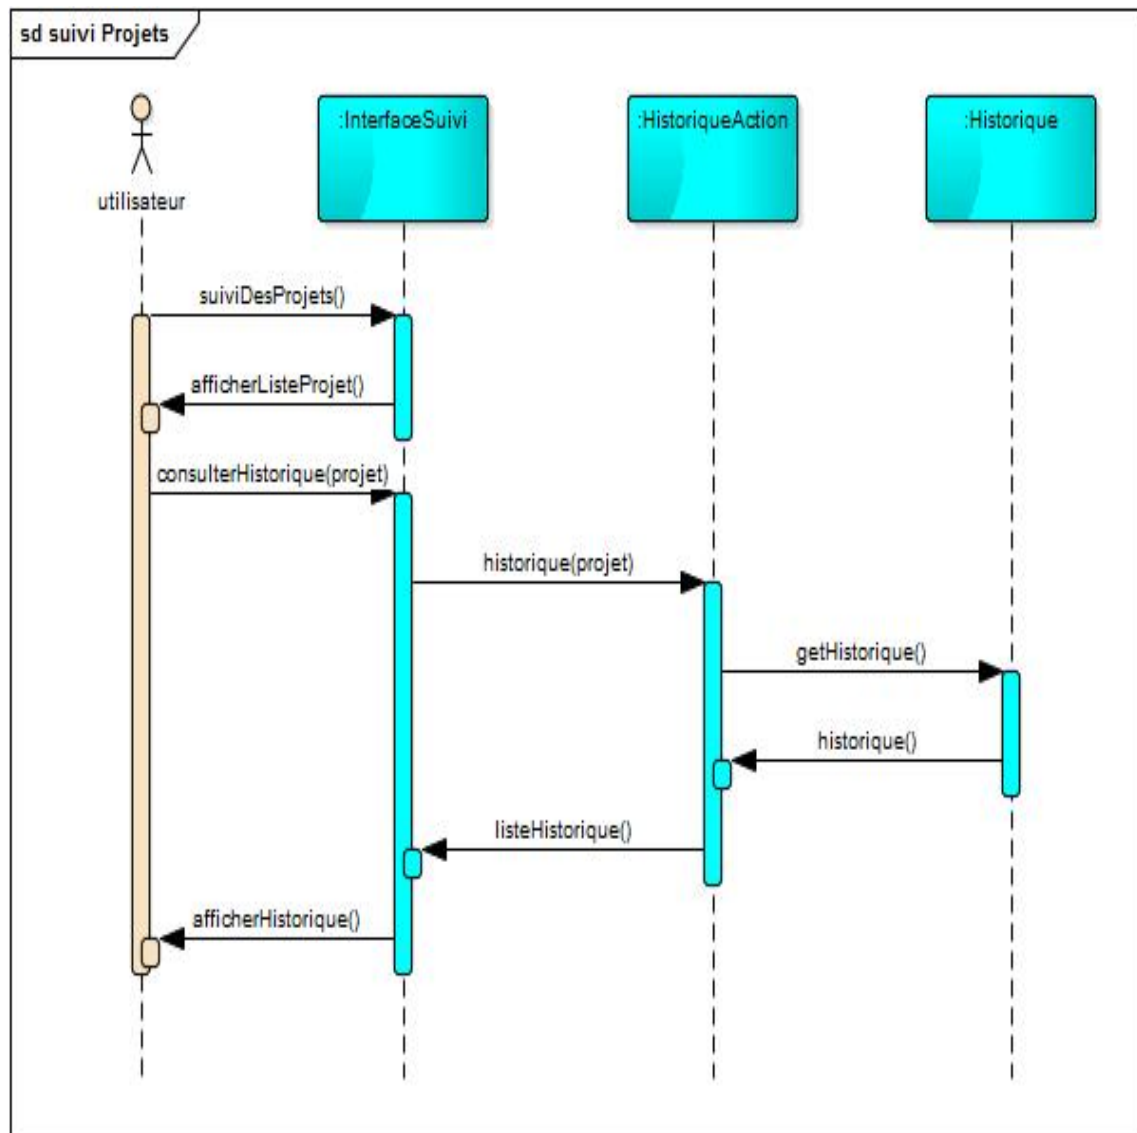 sd suivi Projets
:InterfaceSuivi
:HistoriqueAction
:Historique
utilisateur
suiviDesProjets()
afficherListeProjet()
consulterHistorique(projet)
historique(projet)
getHistorique()
historique()
listeHistorique()
afficherHistorique()